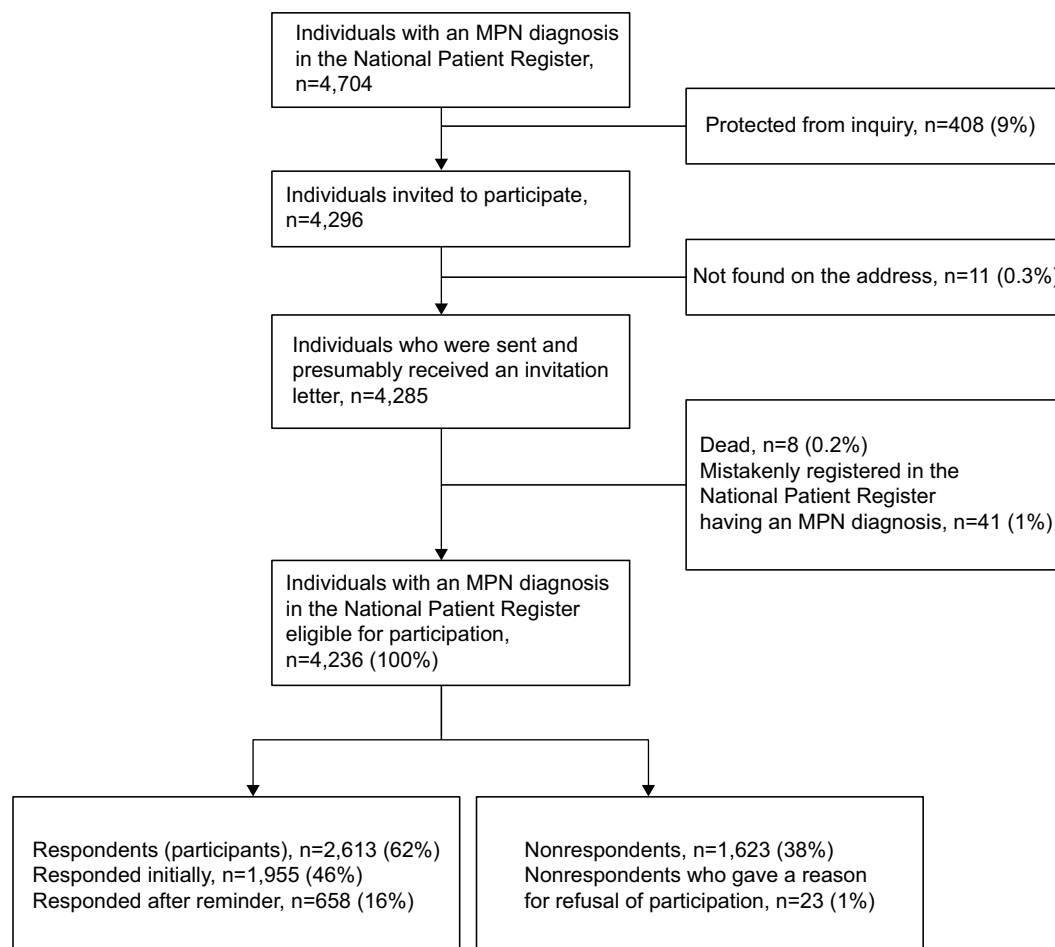 Individuals with an MPN diagnosis
in the National Patient Register,
n=4,704
Protected from inquiry, n=408 (9%)
Individuals invited to participate,
n=4,296
Not found on the address, n=11 (0.3%)
Individuals who were sent and
presumably received an invitation
letter, n=4,285
Dead, n=8 (0.2%)
Mistakenly registered in the
National Patient Register
having an MPN diagnosis, n=41 (1%)
Individuals with an MPN diagnosis
in the National Patient Register
eligible for participation,
n=4,236 (100%)
Respondents (participants), n=2,613 (62%)
Responded initially, n=1,955 (46%)
Responded after reminder, n=658 (16%)
Nonrespondents, n=1,623 (38%)
Nonrespondents who gave a reason
for refusal of participation, n=23 (1%)